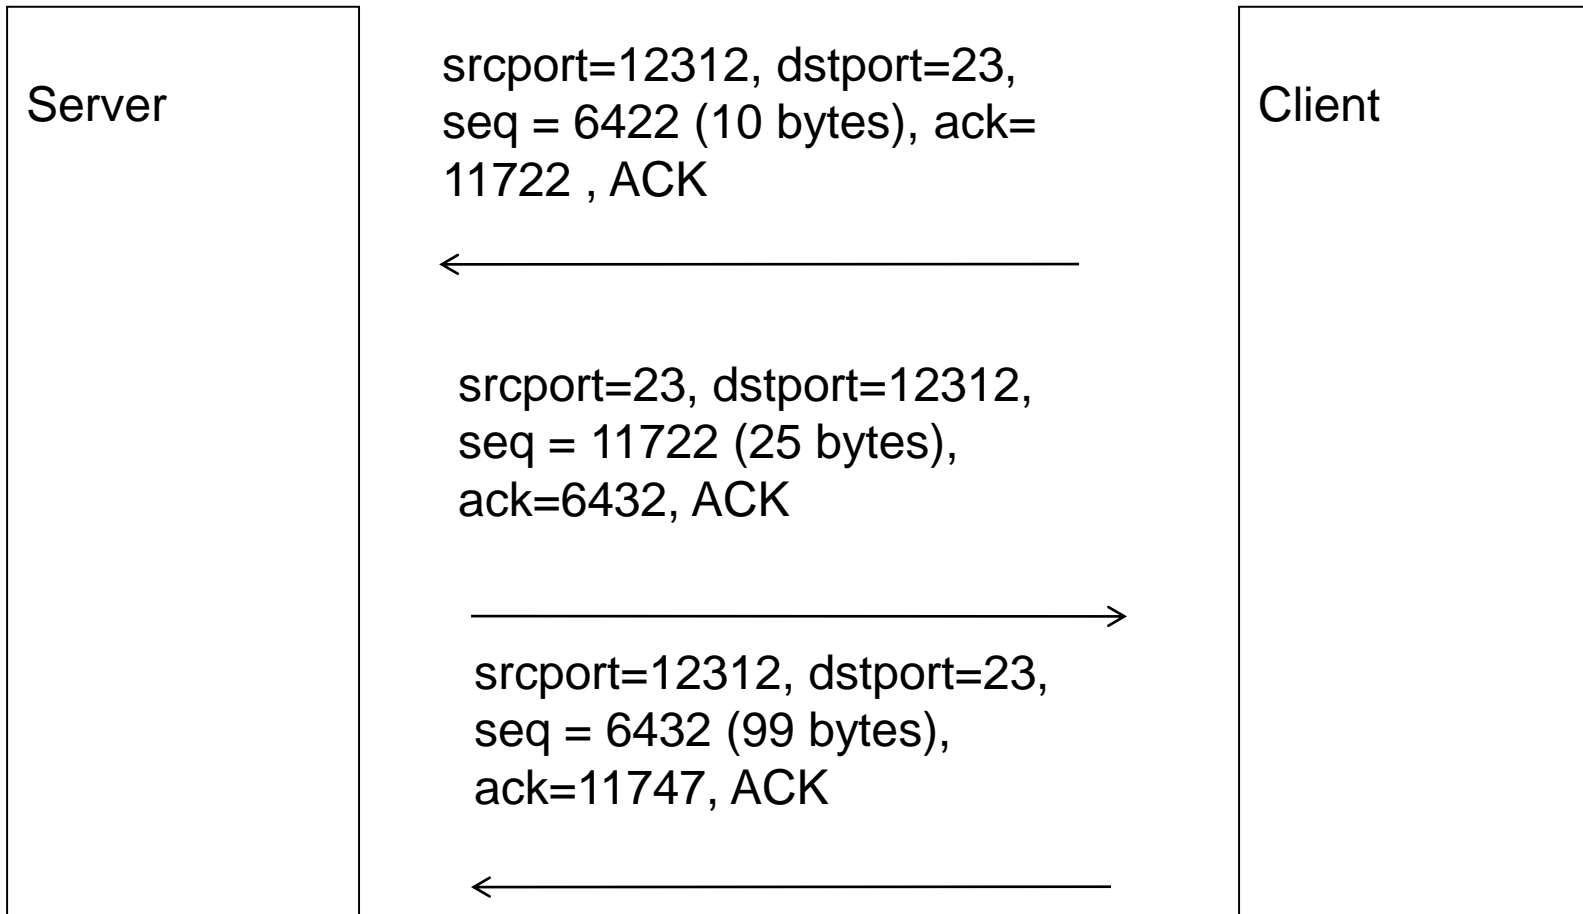 Server
srcport=12312, dstport=23,
seq = 6422 (10 bytes), ack=
11722 , ACK
Client
srcport=23, dstport=12312,
seq = 11722 (25 bytes),
ack=6432, ACK
srcport=12312, dstport=23,
seq = 6432 (99 bytes),
ack=11747, ACK